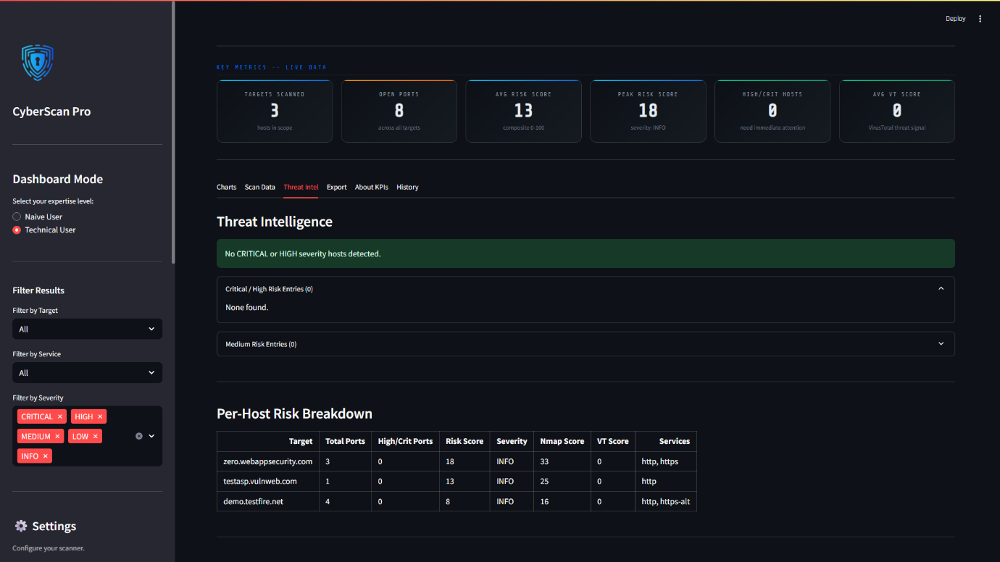 Deploy
CyberScan Pro
Dashboard Mode
Select your expertise level:
Naive User
Technical User
Filter Results
Filter by Target
All
Filter by Service
All
Filter by Severity
CRITICAL × HIGH ×
MEDIUM × LOW ×
INFO ×
Settings
Configure your scanner.
KEY METRICS -- LIVE DATA
TARGETS SCANNED
3
hosts in scope
OPEN PORTS
8
across all targets
AVG RISK SCORE
13
composite 0-100
PEAK RISK SCORE
18
severity: INFO
HIGH/CRIT HOSTS
0
need immediate attention
AVG VT SCORE
0
VirusTotal threat signal
Charts Scan Data Threat Intel Export About KPIs History
Threat Intelligence
No CRITICAL or HIGH severity hosts detected.
Critical / High Risk Entries (0)
None found.
Medium Risk Entries (0)
Per-Host Risk Breakdown
Target Total Ports High/Crit Ports Risk Score Severity Nmap Score VT Score Services
zero.webappsecurity.com 3 0 18 INFO 33 0 http, https
testasp.vulnweb.com 1 0 13 INFO 25 0 http
demo.testfire.net 4 0 8 INFO 16 0 http, https-alt